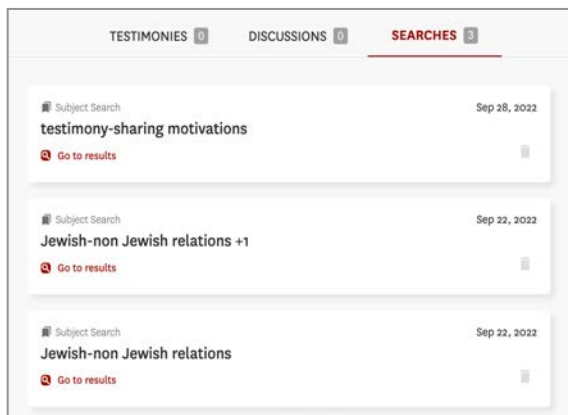 TESTIMONIES 0 DISCUSSIONS 0 SEARCHES 3
Subject Search Sep 28, 2022
testimony-sharing motivations
Go to results
Subject Search Sep 22, 2022
Jewish-non Jewish relations +1
Go to results
Subject Search Sep 22, 2022
Jewish-non Jewish relations
Go to results